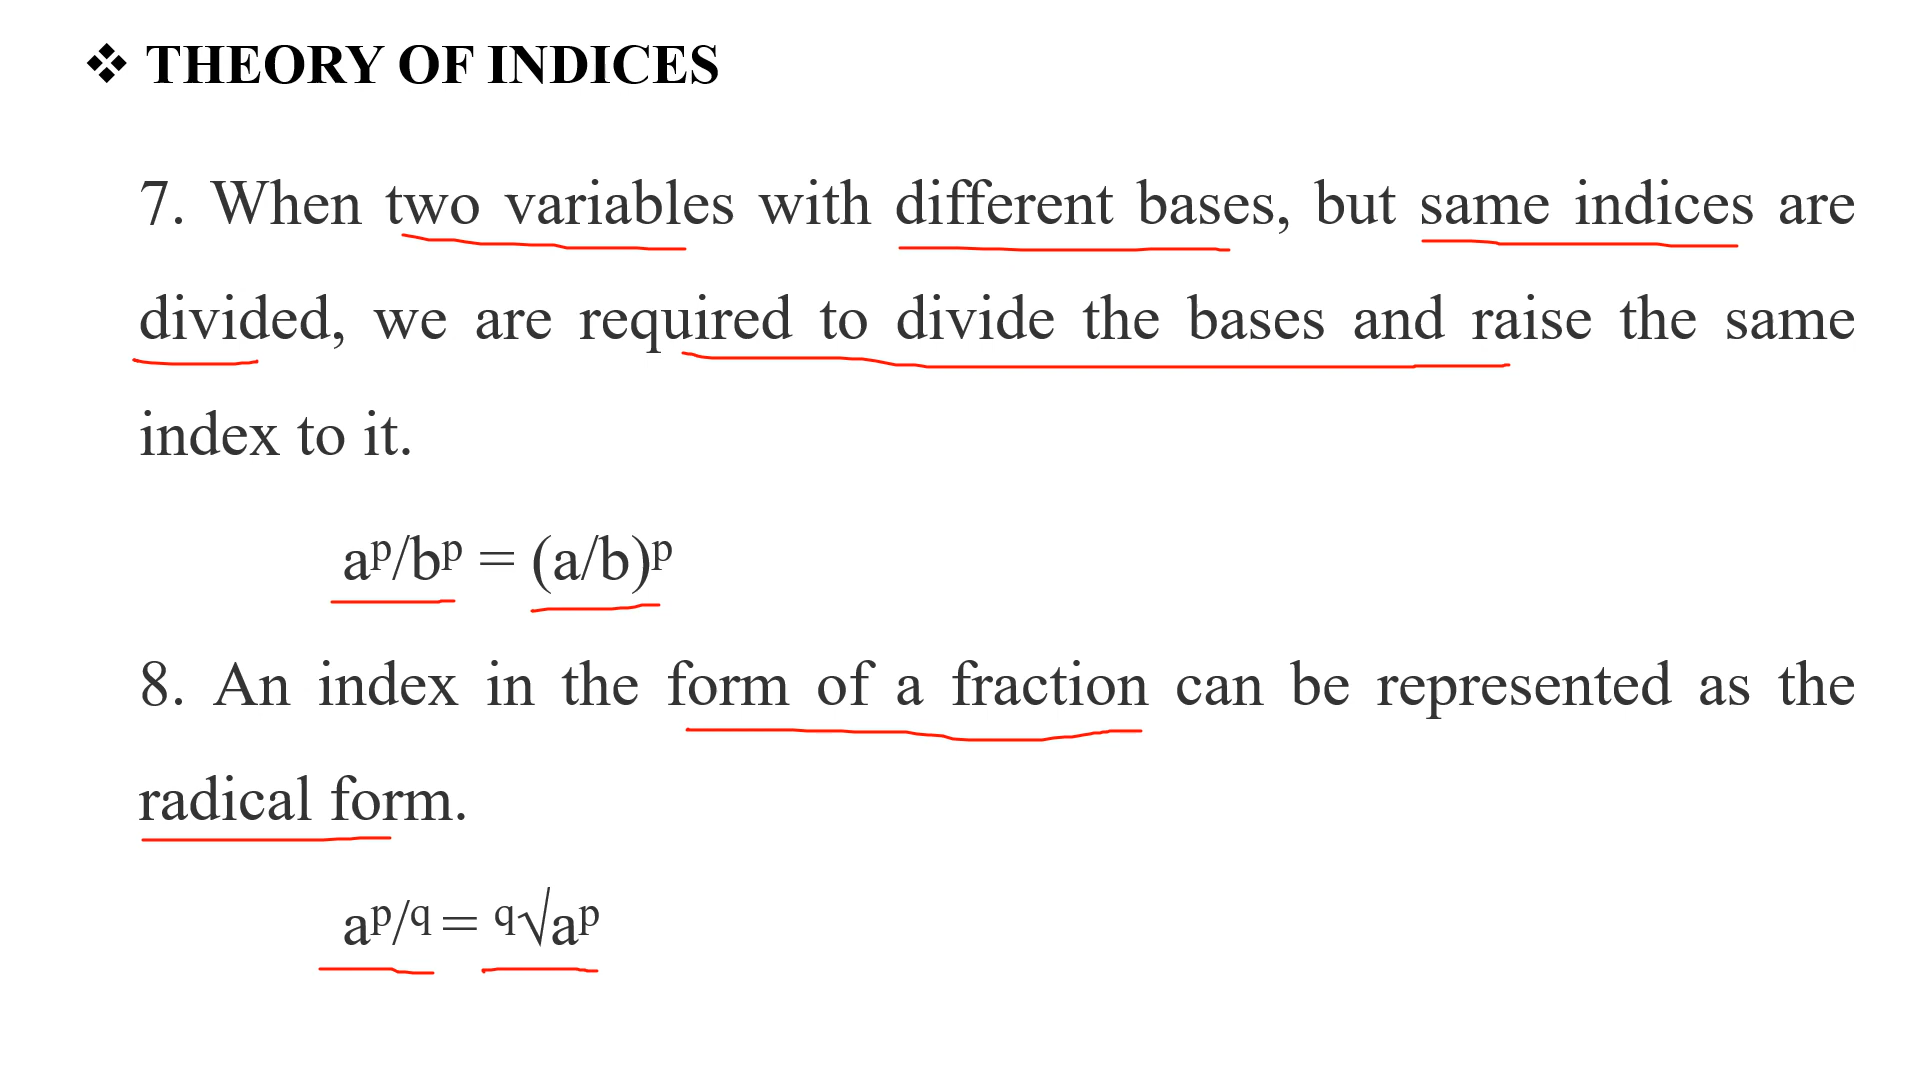 ❖ THEORY OF INDICES
7. When two variables with different bases, but same indices are
divided, we are required to divide the bases and raise the same
index to it.
aᵖ/bᵖ = (a/b)ᵖ
8. An index in the form of a fraction can be represented as the
radical form.
aᵖ/𐞥 = 𐞥√aᵖ